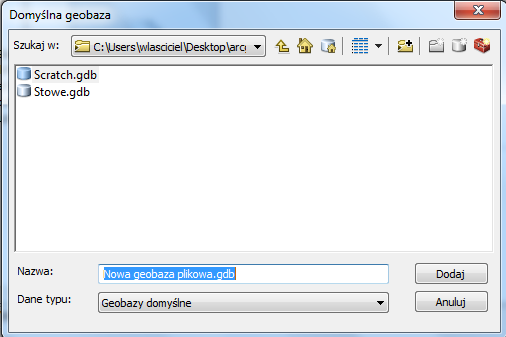 Domyślna geobaza
Szukaj w:
C:\Users\wlasciciel\Desktop\arcg
Scratch.gdb
Stowe.gdb
Nazwa:
Nowa geobaza plikowa.gdb
Dodaj
Dane typu:
Geobazy domyślne
Anuluj